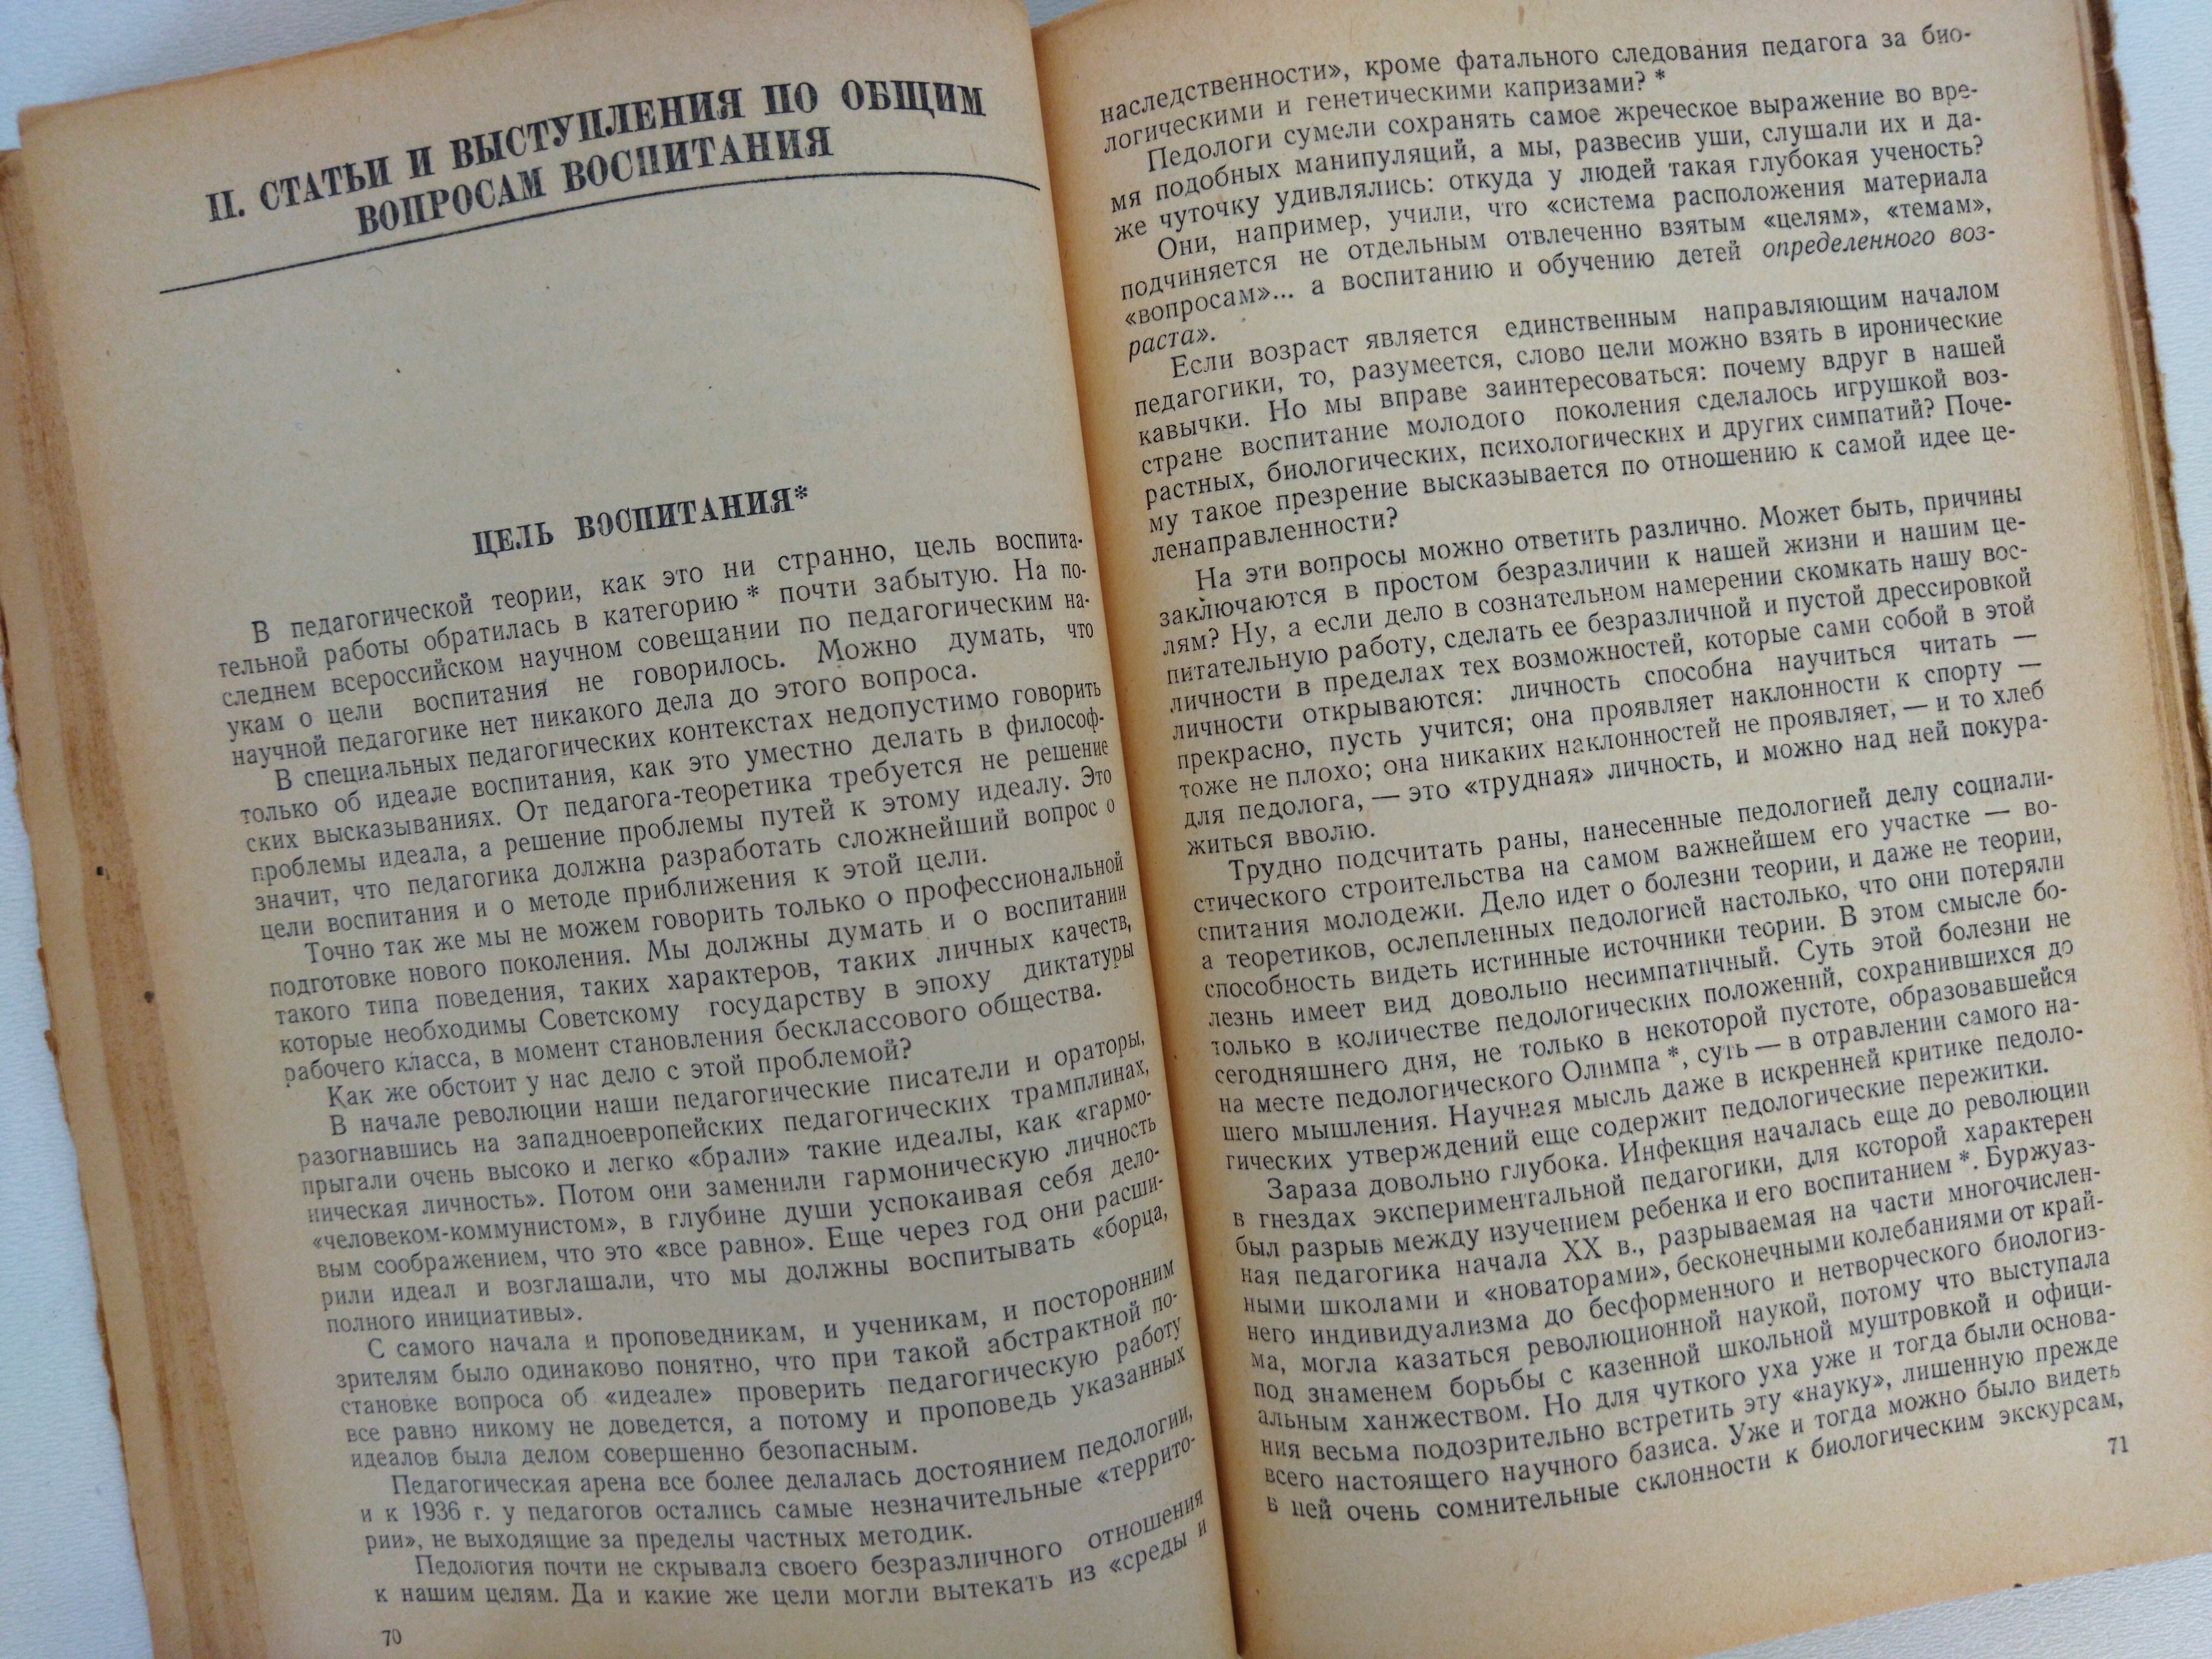 II. СТАТЬИ И ВЫСТУПЛЕНИЯ ПО ОБЩИМ
ВОПРОСАМ ВОСПИТАНИЯ
ЦЕЛЬ ВОСПИТАНИЯ*
В педагогической теории, как это ни странно, цель воспита-
тельной работы обратилась в категорию * почти забытую. На по-
следнем всероссийском научном совещании по педагогическим на-
укам о цели воспитания не говорилось. Можно думать, что
научной педагогике нет никакого дела до этого вопроса.
В специальных педагогических контекстах недопустимо говорить
только об идеале воспитания, как это уместно делать в философ-
ских высказываниях. От педагога-теоретика требуется не решение
проблемы идеала, а решение проблемы путей к этому идеалу. Это
значит, что педагогика должна разработать сложнейший вопрос о
цели воспитания и о методе приближения к этой цели.
Точно так же мы не можем говорить только о профессиональной
подготовке нового поколения. Мы должны думать и о воспитании
такого типа поведения, таких характеров, таких личных качеств,
которые необходимы Советскому государству в эпоху диктатуры
рабочего класса, в момент становления бесклассового общества.
Как же обстоит у нас дело с этой проблемой?
В начале революции наши педагогические писатели и ораторы,
разогнавшись на западноевропейских педагогических трамплинах,
прыгали очень высоко и легко «брали» такие идеалы, как «гармо-
ническая личность». Потом они заменили гармоническую личность
«человеком-коммунистом», в глубине души успокаивая себя дело-
вым соображением, что это «все равно». Еще через год они расши-
рили идеал и возглашали, что мы должны воспитывать «борца,
полного инициативы».
С самого начала и проповедникам, и ученикам, и посторонним
зрителям было одинаково понятно, что при такой абстрактной по-
становке вопроса об «идеале» проверить педагогическую работу
все равно никому не доведется, а потому и проповедь указанных
идеалов была делом совершенно безопасным.
Педагогическая арена все более делалась достоянием педологии,
и к 1936 г. у педагогов остались самые незначительные «террито-
рии», не выходящие за пределы частных методик.
Педология почти не скрывала своего безразличного отношения
к нашим целям. Да и какие же цели могли вытекать из «среды и
70
наследственности», кроме фатального следования педагога за био-
логическими и генетическими капризами? *
Педологи сумели сохранять самое жреческое выражение во вре-
мя подобных манипуляций, а мы, развесив уши, слушали их и да-
же чуточку удивлялись: откуда у людей такая глубокая ученость?
Они, например, учили, что «система расположения материала
подчиняется не отдельным отвлеченно взятым «целям», «темам»,
«вопросам»... а воспитанию и обучению детей определенного воз-
раста».
Если возраст является единственным направляющим началом
педагогики, то, разумеется, слово цели можно взять в иронические
кавычки. Но мы вправе заинтересоваться: почему вдруг в нашей
стране воспитание молодого поколения сделалось игрушкой воз-
растных, биологических, психологических и других симпатий? Поче-
му такое презрение высказывается по отношению к самой идее це-
ленаправленности?
На эти вопросы можно ответить различно. Может быть, причины
заключаются в простом безразличии к нашей жизни и нашим це-
лям? Ну, а если дело в сознательном намерении скомкать нашу вос-
питательную работу, сделать ее безразличной и пустой дрессировкой
личности в пределах тех возможностей, которые сами собой в этой
личности открываются: личность способна научиться читать —
прекрасно, пусть учится; она проявляет наклонности к спорту —
тоже не плохо; она никаких наклонностей не проявляет, — и то хлеб
для педолога, — это «трудная» личность, и можно над ней покура-
житься вволю.
Трудно подсчитать раны, нанесенные педологией делу социали-
стического строительства на самом важнейшем его участке — во-
спитания молодежи. Дело идет о болезни теории, и даже не теории,
а теоретиков, ослепленных педологией настолько, что они потеряли
способность видеть истинные источники теории. В этом смысле бо-
лезнь имеет вид довольно несимпатичный. Суть этой болезни не
только в количестве педологических положений, сохранившихся до
сегодняшнего дня, не только в некоторой пустоте, образовавшейся
на месте педологического Олимпа *, суть — в отравлении самого на-
шего мышления. Научная мысль даже в искренней критике педоло-
гических утверждений еще содержит педологические пережитки.
Зараза довольно глубока. Инфекция началась еще до революции
в гнездах экспериментальной педагогики, для которой характерен
был разрыв между изучением ребенка и его воспитанием *. Буржуаз-
ная педагогика начала XX в., разрываемая на части многочислен-
ными школами и «новаторами», бесконечными колебаниями от край-
него индивидуализма до бесформенного и нетворческого биологиз-
ма, могла казаться революционной наукой, потому что выступала
под знаменем борьбы с казенной школьной муштровкой и офици-
альным ханжеством. Но для чуткого уха уже и тогда были основа-
ния весьма подозрительно встретить эту «науку», лишенную прежде
всего настоящего научного базиса. Уже и тогда можно было видеть
в ней очень сомнительные склонности к биологическим экскурсам,
71